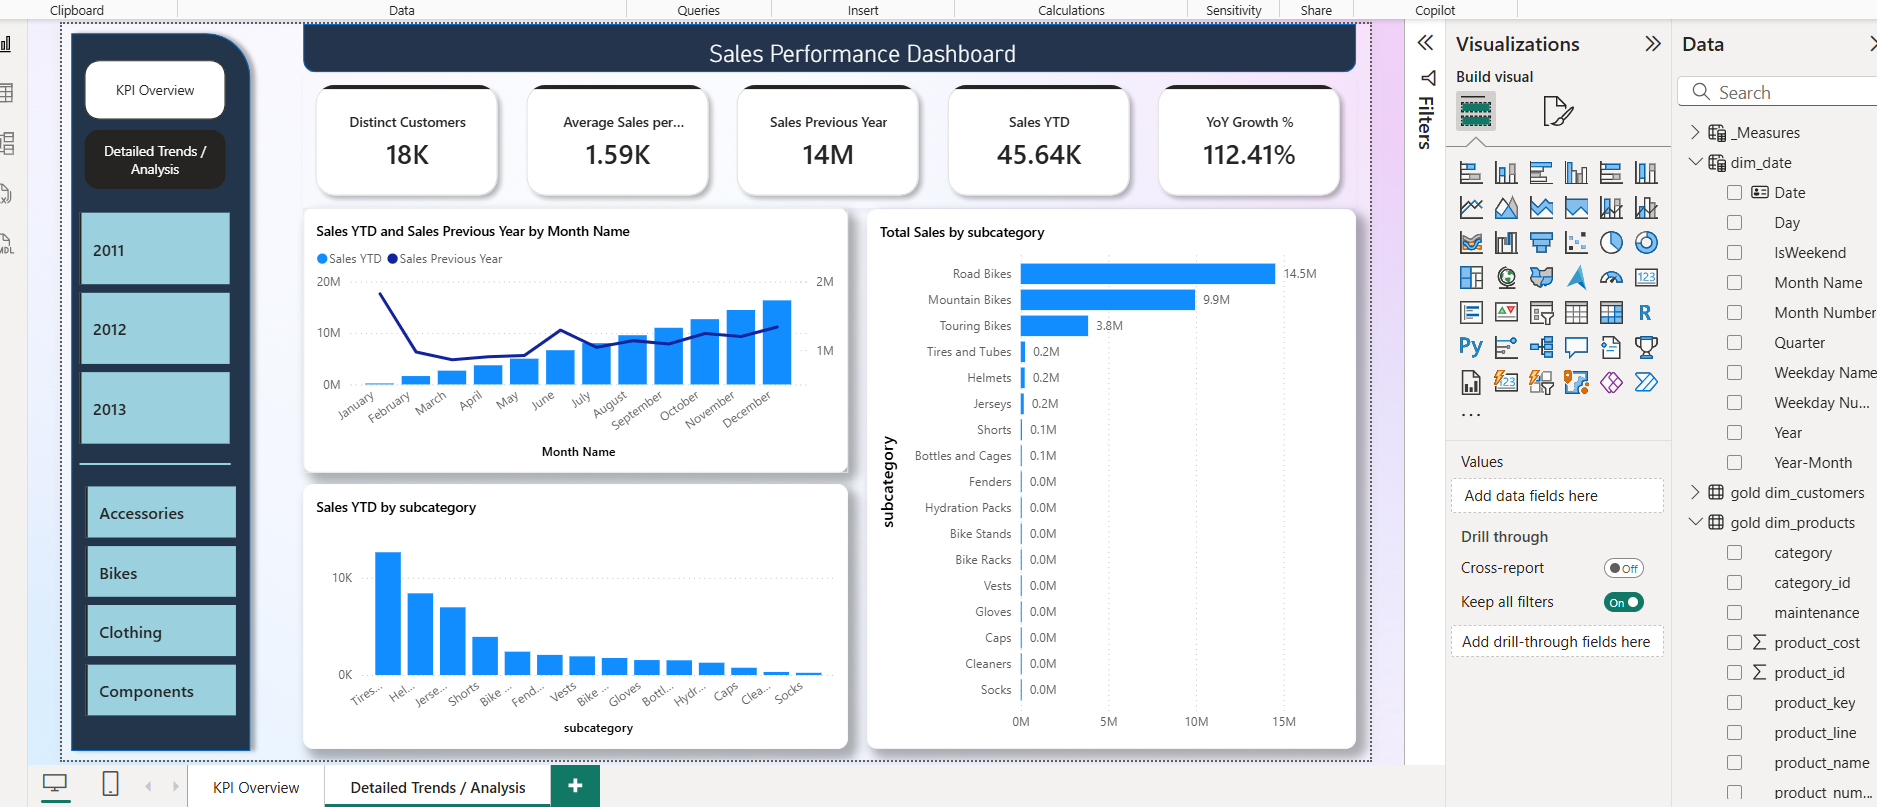 Clipboard
Data
Queries
Insert
Calculations
Sensitivity
Share
Copilot
KPI Overview
Detailed Trends /
Analysis
2011
2012
2013
Accessories
Bikes
Clothing
Components
Sales Performance Dashboard
Distinct Customers
18K
Average Sales per...
1.59K
Sales Previous Year
14M
Sales YTD
45.64K
YoY Growth %
112.41%
Sales YTD and Sales Previous Year by Month Name
Sales YTD Sales Previous Year
20M
10M
0M
2M
1M
January
February
March
April
May
June
July
August
September
October
November
December
Month Name
Sales YTD by subcategory
10K
0K
Tires...
Hel...
Jerse...
Shorts
Bike ...
Fend...
Vests
Bike ...
Gloves
Bottl...
Hydr...
Caps
Clea...
Socks
subcategory
Total Sales by subcategory
subcategory
Road Bikes 14.5M
Mountain Bikes 9.9M
Touring Bikes 3.8M
Tires and Tubes 0.2M
Helmets 0.2M
Jerseys 0.2M
Shorts 0.1M
Bottles and Cages 0.1M
Fenders 0.0M
Hydration Packs 0.0M
Bike Stands 0.0M
Bike Racks 0.0M
Vests 0.0M
Gloves 0.0M
Caps 0.0M
Cleaners 0.0M
Socks 0.0M
0M 5M 10M 15M
KPI Overview
Detailed Trends / Analysis
+
Filters
Visualizations
Build visual
123
R
Py
123
...
Values
Add data fields here
Drill through
Cross-report
Off
Keep all filters
On
Add drill-through fields here
Data
Search
_Measures
dim_date
Date
Day
IsWeekend
Month Name
Month Number
Quarter
Weekday Name
Weekday Nu...
Year
Year-Month
gold dim_customers
gold dim_products
category
category_id
maintenance
product_cost
product_id
product_key
product_line
product_name
product_num...